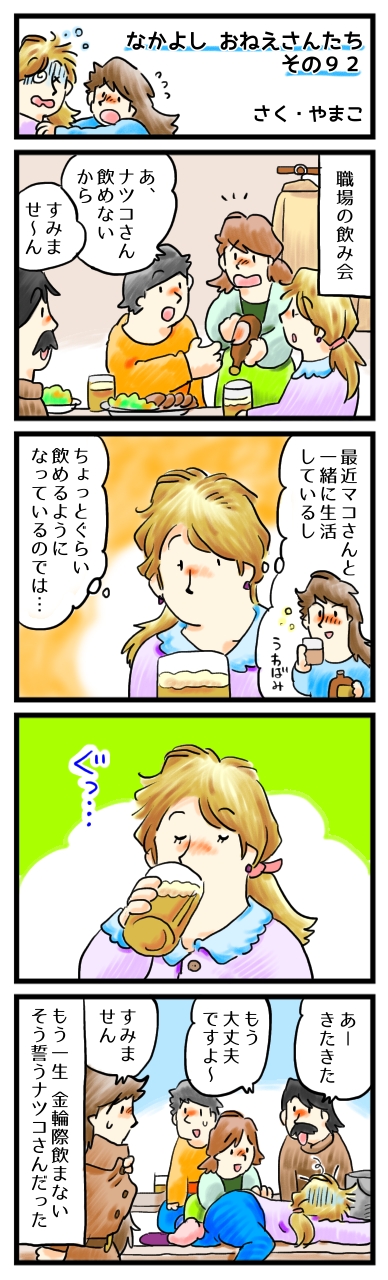 なかよし おねえさんたち
その９２
さく・やまこ
職場の飲み会
あ、
ナツコさん
飲めない
から
すみま
せ〜ん
最近マコさんと
一緒に生活
しているし
うわばみ
ちょっとぐらい
飲めるように
なっているのでは…
ぐっ…
あー
きたきた
もう
大丈夫
ですよ〜
すみま
せん
もう一生 金輪際飲まない
そう誓うナツコさんだった